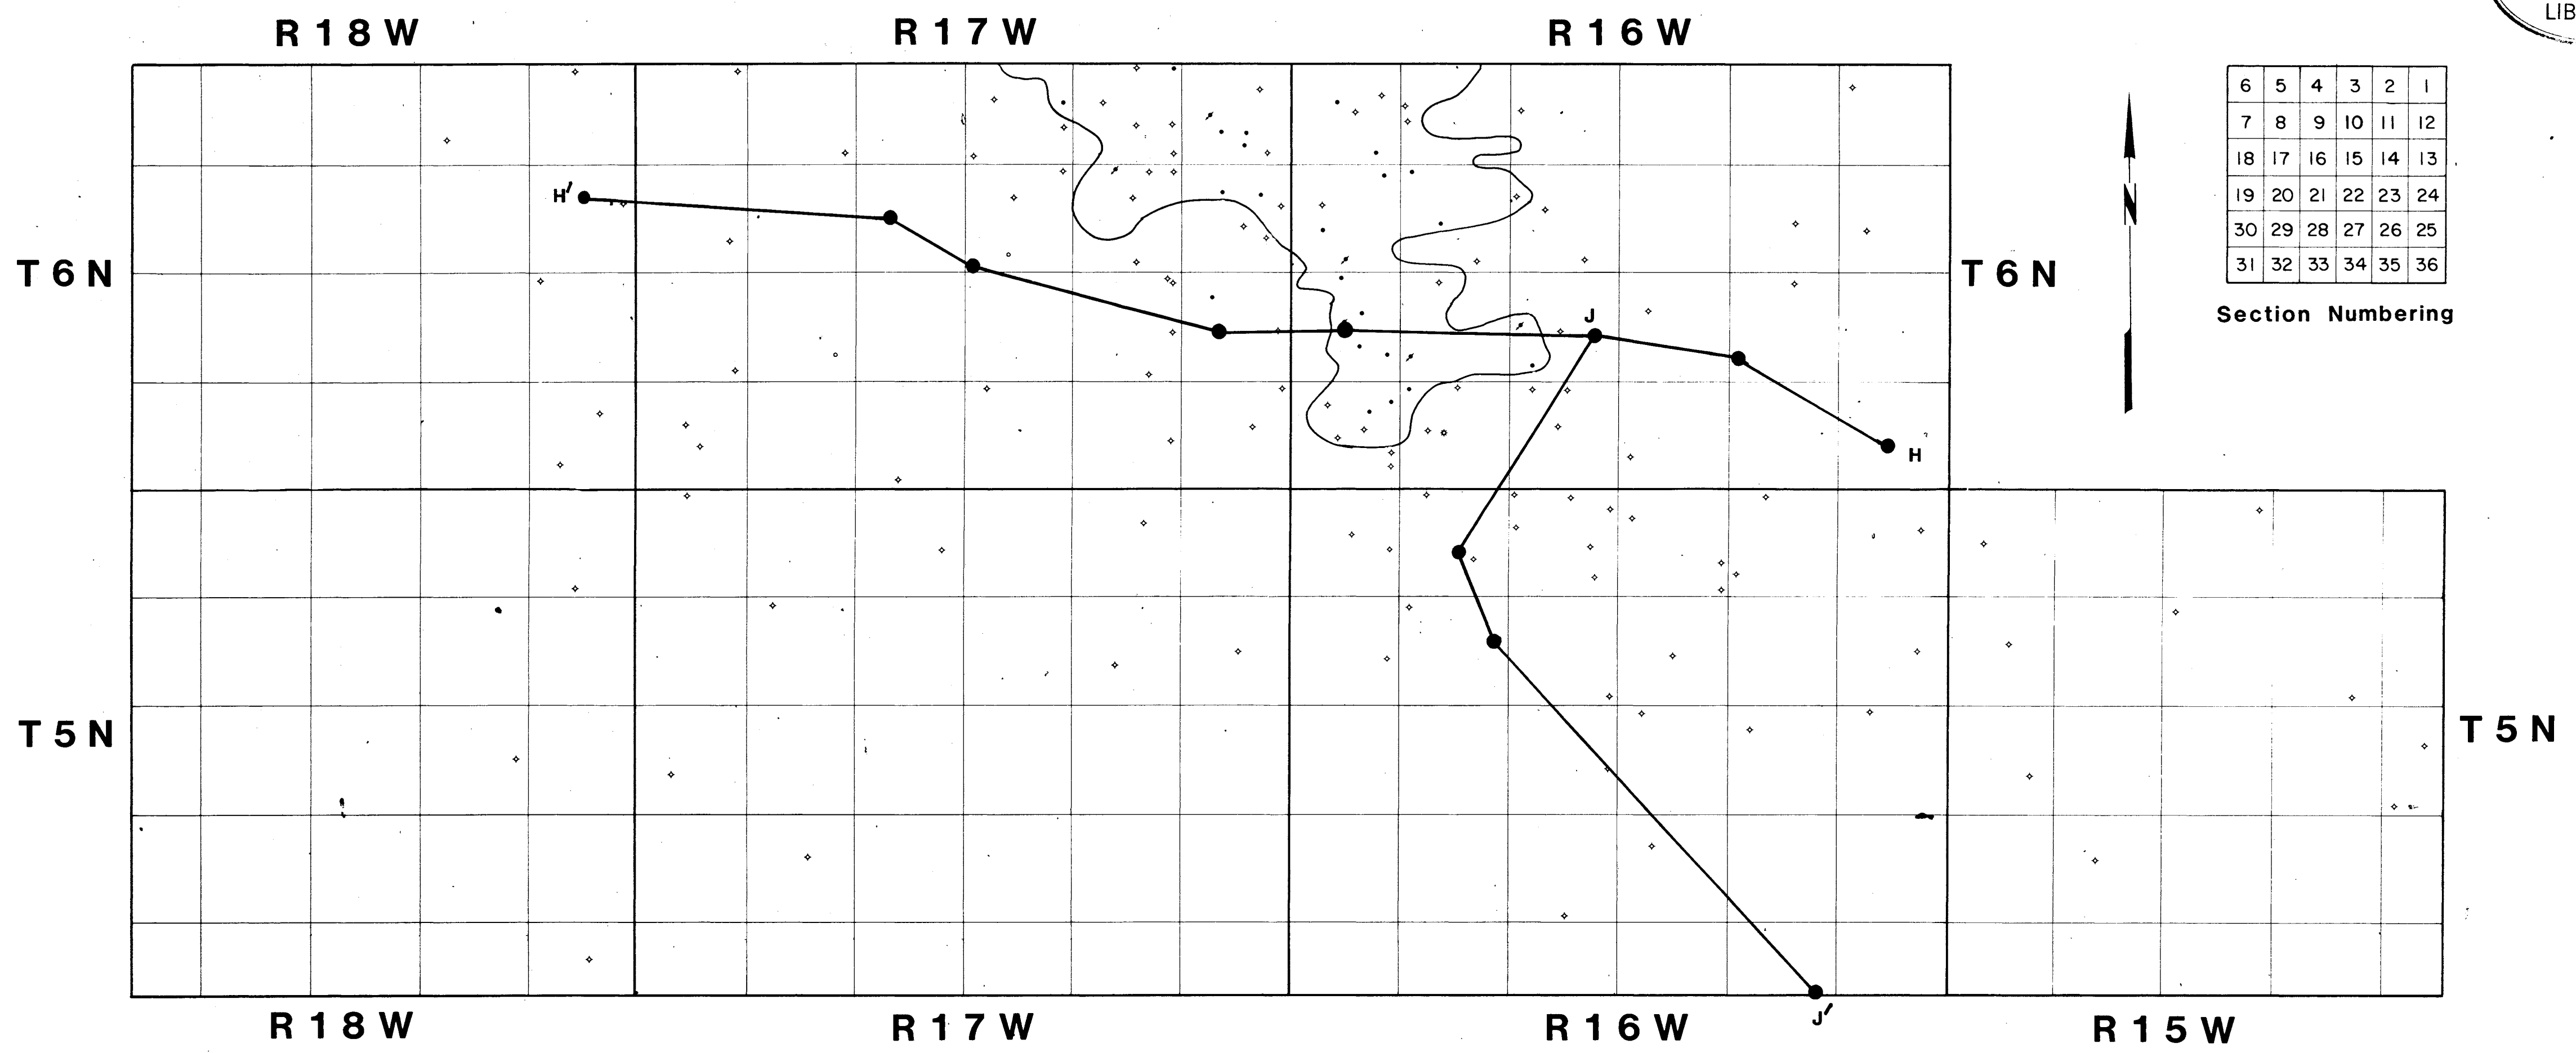 R 18 W R 17 W R 16 W
LIB
6 5 4 3 2 1
7 8 9 10 11 12
18 17 16 15 14 13
19 20 21 22 23 24
30 29 28 27 26 25
31 32 33 34 35 36
Section Numbering
N
H'
T 6 N T 6 N
J
H
T 5 N T 5 N
J'
R 18 W R 17 W R 16 W R 15 W